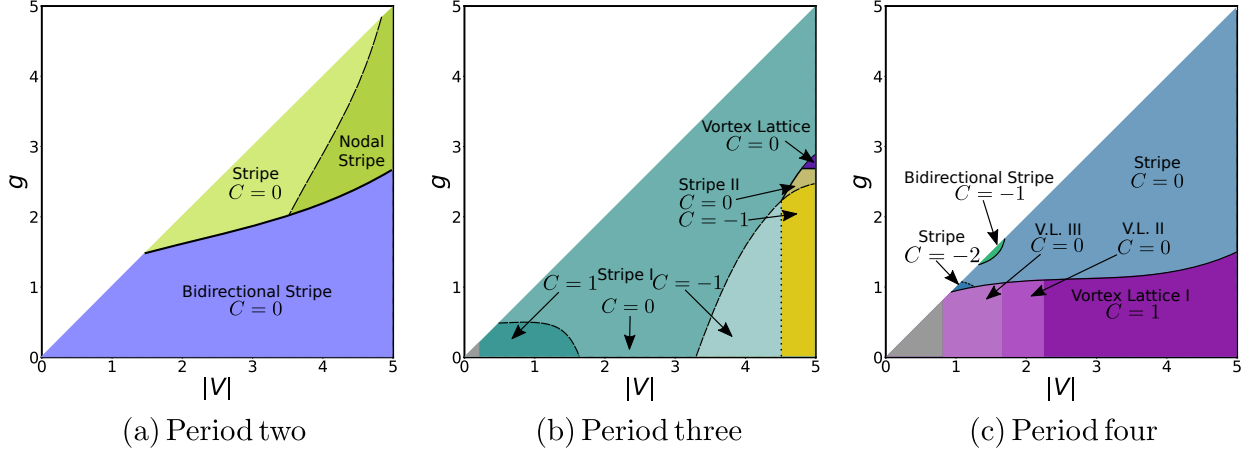 5
4
3
2
1
0
g
0 1 2 3 4 5
|V|
Stripe
C = 0
Nodal
Stripe
Bidirectional Stripe
C = 0
(a) Period two
5
4
3
2
1
0
g
0 1 2 3 4 5
|V|
Vortex Lattice
C = 0
Stripe II
C = 0
C = −1
C = 1 Stripe I C = −1
C = 0
(b) Period three
5
4
3
2
1
0
g
0 1 2 3 4 5
|V|
Stripe
C = 0
Bidirectional Stripe
C = −1
Stripe
C = −2
V.L. III
C = 0
V.L. II
C = 0
Vortex Lattice I
C = 1
(c) Period four